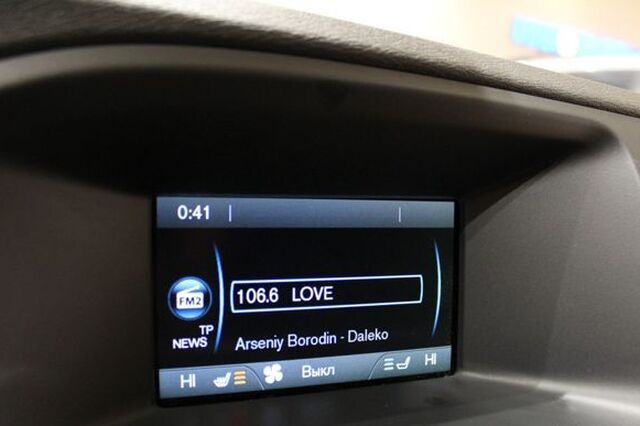 0:41
106.6 LOVE
FM2
TP
NEWS
Arseniy Borodin - Daleko
HI Выкл HI